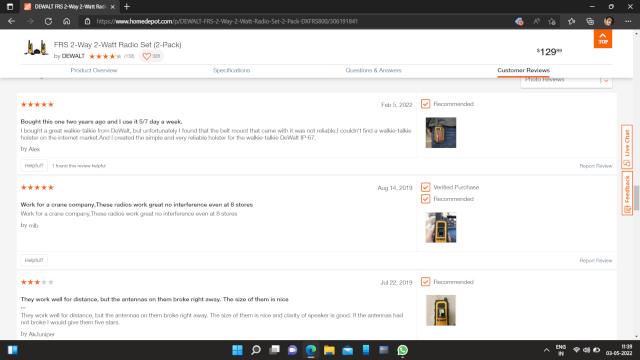 DEWALT FRS 2-Way 2-Watt Radi
https://www.homedepot.com/p/DEWALT-FRS-2-Way-2-Watt-Radio-Set-2-Pack-DXFRS800/306191841
FRS 2-Way 2-Watt Radio Set (2-Pack)
by DEWALT
$129
TOP
Product Overview
Specifications
Questions & Answers
Customer Reviews
Photo Reviews
Feb 5, 2022
Recommended
Bought this one two years ago and I use it 5/7 day a week.
I bought a great walkie-talkie from DeWalt, but unfortunately I found that the belt mount that came with it was not reliable.I couldn't find a walkie-talkie
holster on the internet market.And I created the simple and very reliable holster for the walkie-talkie DeWalt IP-67.
by Alex
Helpful?
1 found this review helpful
Report Review
Live Chat
Feedback
Aug 14, 2019
Verified Purchase
Recommended
Work for a crane company,These radios work great no interference even at 8 stores
Work for a crane company,These radios work great no interference even at 8 stores
by mlb
Helpful?
Report Review
Jul 22, 2019
Recommended
They work well for distance, but the antennas on them broke right away. The size of them is nice
...
They work well for distance, but the antennas on them broke right away. The size of them is nice and clarity of speaker is good. If the antennas had
not broke I would give them five stars.
by AkJuniper
ENG
IN
11:39
03-05-2022